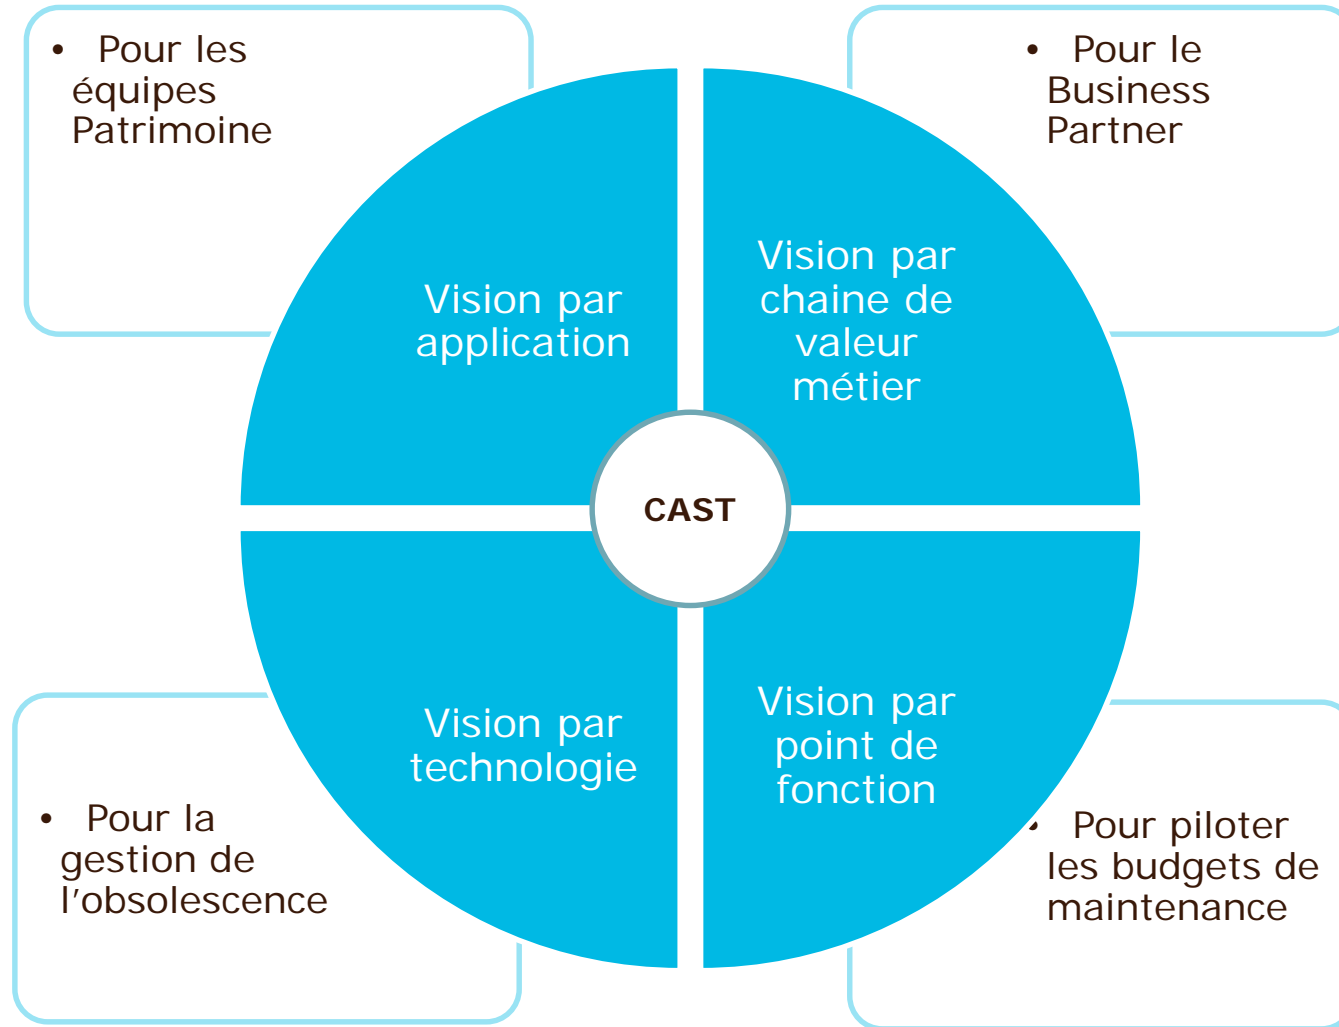 • Pour les
équipes
Patrimoine
• Pour le
Business
Partner
Vision par
application
Vision par
chaine de
valeur
métier
CAST
Vision par
technologie
Vision par
point de
fonction
• Pour la
gestion de
l'obsolescence
• Pour piloter
les budgets de
maintenance